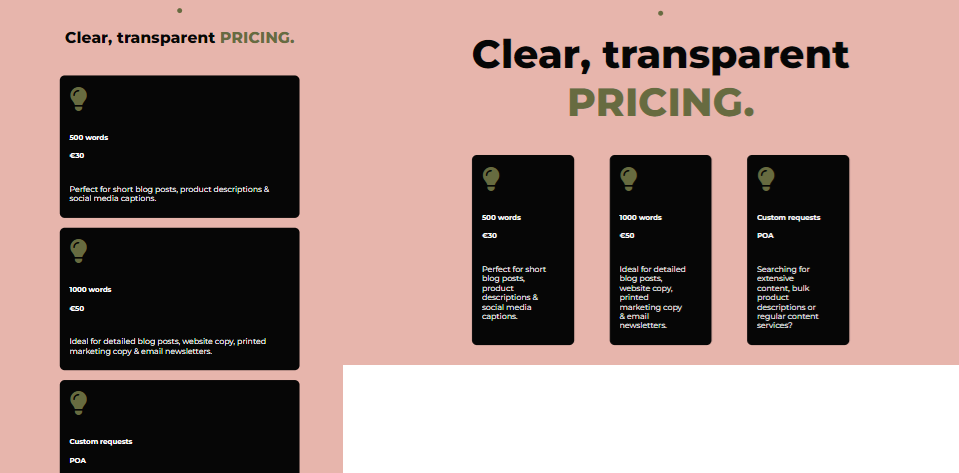 Clear, transparent PRICING.
500 words
€30
Perfect for short blog posts, product descriptions &
social media captions.
1000 words
€50
Ideal for detailed blog posts, website copy, printed
marketing copy & email newsletters.
Custom requests
POA
Clear, transparent
PRICING.
500 words
€30
Perfect for short
blog posts,
product
descriptions &
social media
captions.
1000 words
€50
Ideal for detailed
blog posts,
website copy,
printed
marketing copy
& email
newsletters.
Custom requests
POA
Searching for
extensive
content, bulk
product
descriptions or
regular content
services?